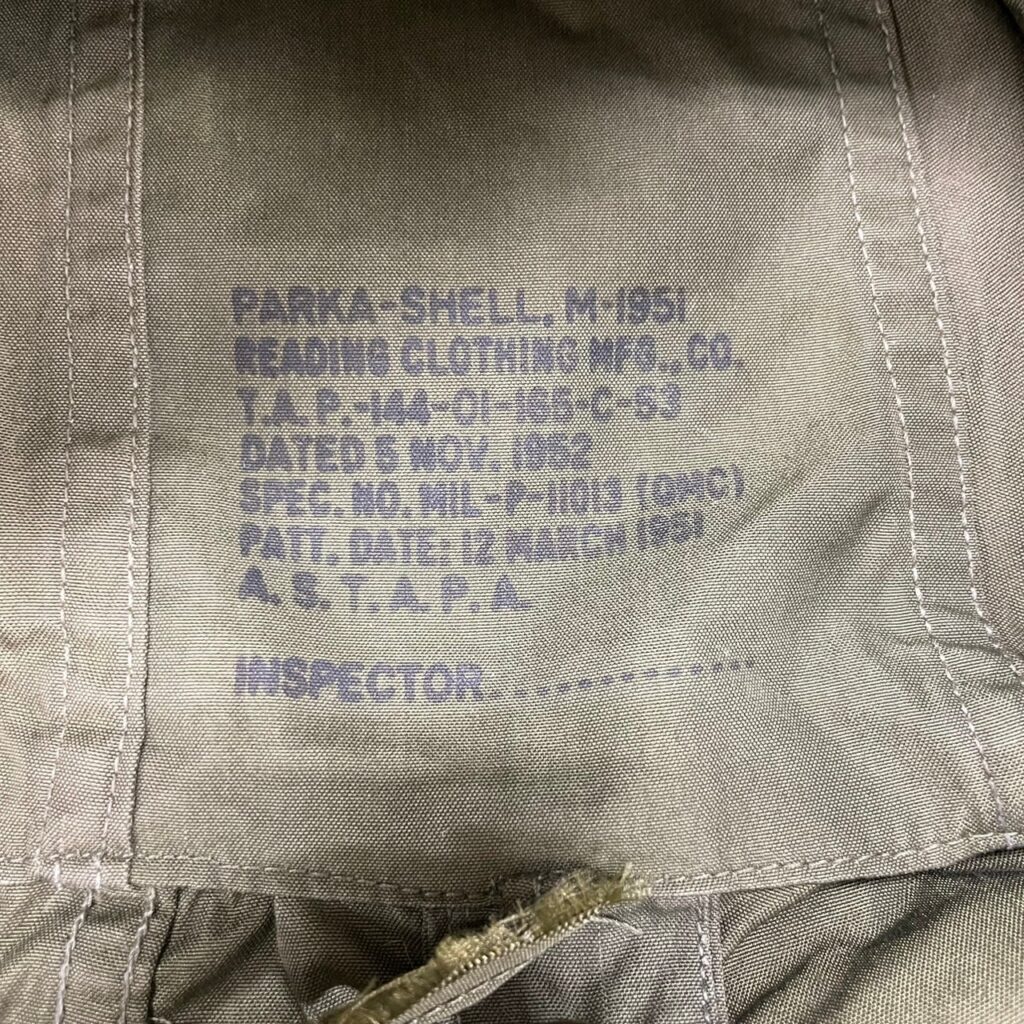 PARKA-SHELL, M-1951
READING CLOTHING MFG., CO.
T.A.P.-144-01-165-C-53
DATED 5 NOV. 1952
SPEC. NO. MIL-P-11013 (QMC)
PATT. DATE: 12 MARCH 1951
A. S. T. A. P. A.
INSPECTOR.............